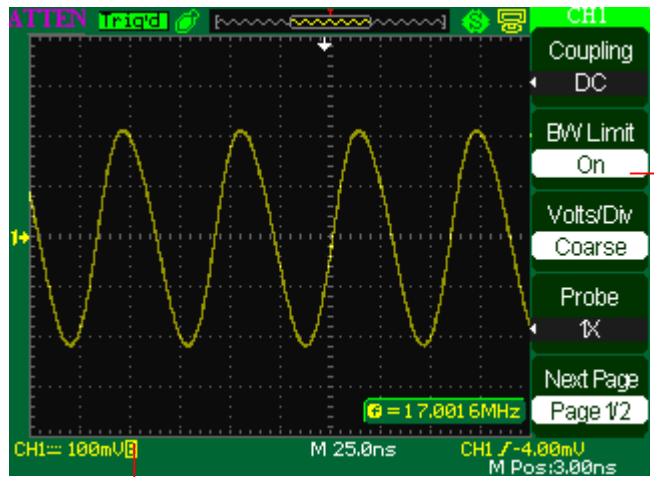 ATTEN Trig'd CH1
Coupling
DC
BW Limit
On
Volts/Div
Coarse
Probe
1X
Next Page
Page 1/2
1
f = 17.0016MHz
CH1 100mV B M 25.0ns CH1 -4.00mV
M Pos:3.00ns